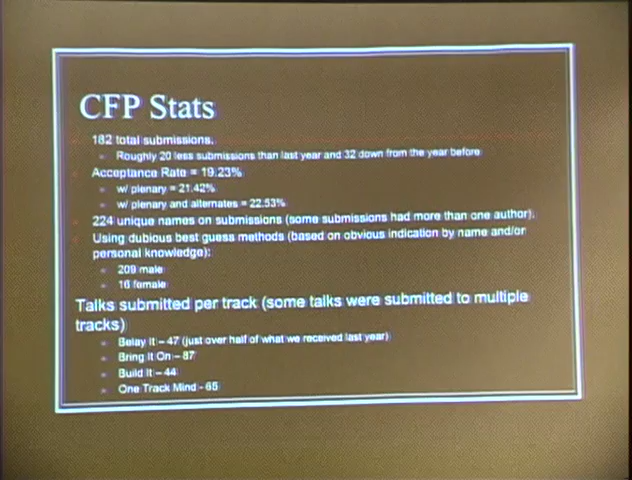 CFP Stats
182 total submissions.
Roughly 20 less submissions than last year and 32 down from the year before
Acceptance Rate = 19.23%
w/ plenary = 21.42%
w/ plenary and alternates = 22.53%
224 unique names on submissions (some submissions had more than one author).
Using dubious best guess methods (based on obvious indication by name and/or
personal knowledge):
209 male
16 female
Talks submitted per track (some talks were submitted to multiple
tracks)
Belay It – 47 (just over half of what we received last year)
Bring It On – 87
Build It – 44
One Track Mind - 65